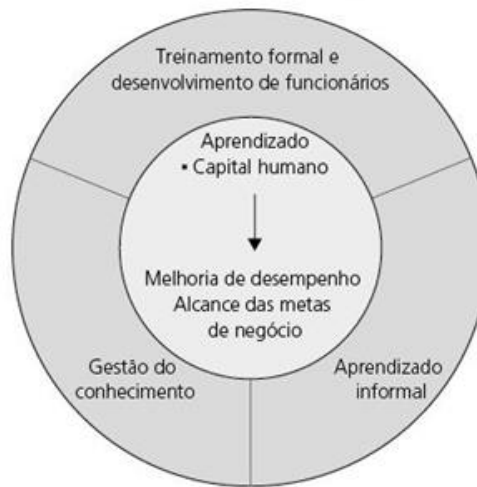 Treinamento formal e
desenvolvimento de funcionários
Aprendizado
▪ Capital humano
Melhoria de desempenho
Alcance das metas
de negócio
Gestão do
conhecimento
Aprendizado
informal